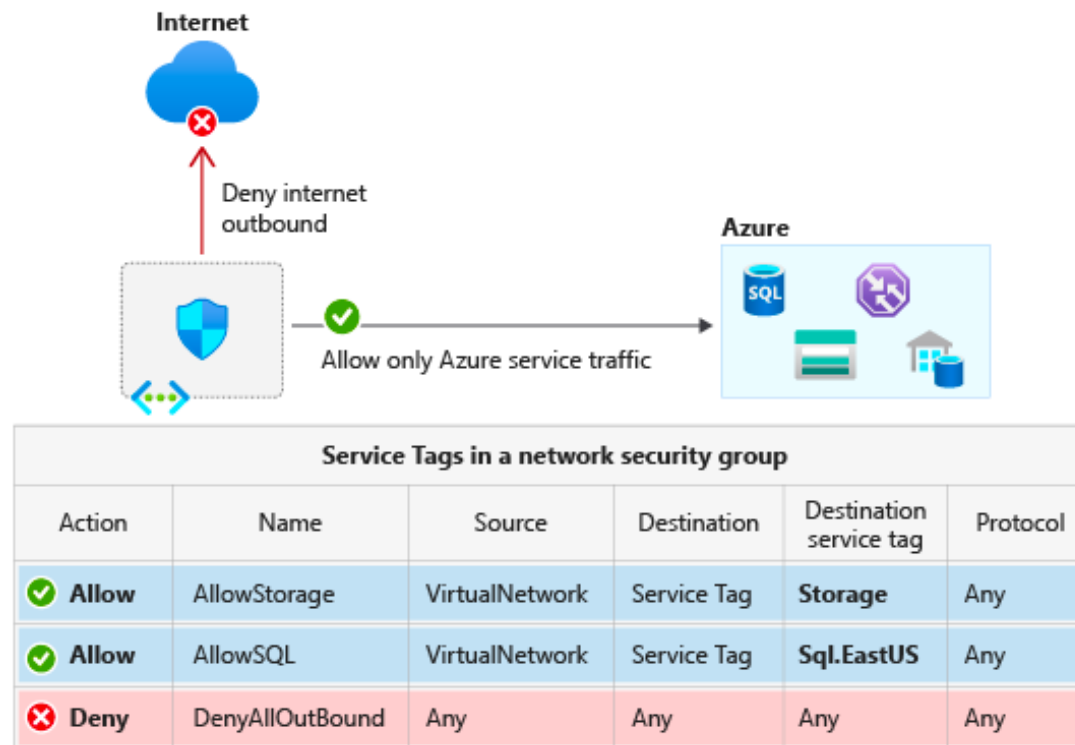 Internet
Deny internet
outbound
Azure
SQL
Allow only Azure service traffic
Service Tags in a network security group
Action Name Source Destination Destination service tag Protocol
Allow AllowStorage VirtualNetwork Service Tag Storage Any
Allow AllowSQL VirtualNetwork Service Tag Sql.EastUS Any
Deny DenyAllOutBound Any Any Any Any